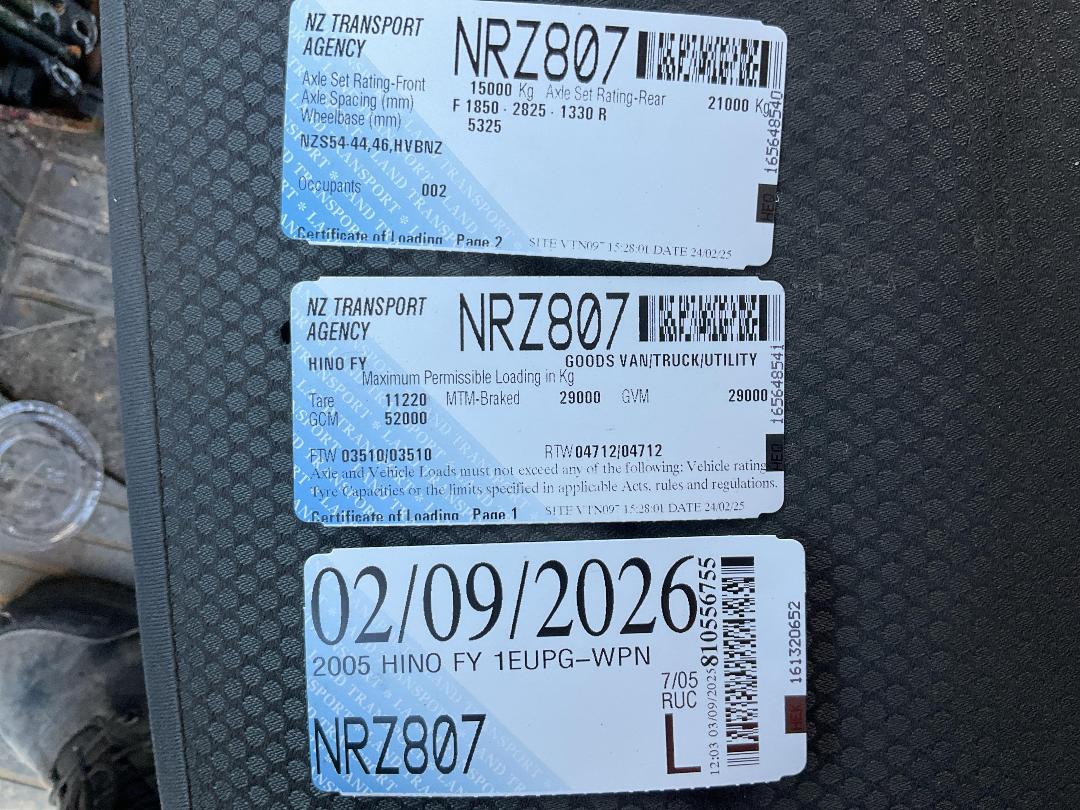 NZ TRANSPORT
AGENCY
NRZ807
Axle Set Rating-Front 15000 Kg Axle Set Rating-Rear 21000 Kg
Axle Spacing (mm) F 1850 - 2825 - 1330 R
Wheelbase (mm) 5325
NZS54-44,46,HVBNZ
Occupants 002
Certificate of Loading Page 2 SITE VTN097 15:28:01 DATE 24/02/25
165648540
HEO
NZ TRANSPORT
AGENCY
NRZ807
HINO FY GOODS VAN/TRUCK/UTILITY
Maximum Permissible Loading in Kg
Tare 11220 MTM-Braked 29000 GVM 29000
GCM 52000
FTW 03510/03510 RTW 04712/04712
Axle and Vehicle Loads must not exceed any of the following: Vehicle rating
Tyre Capacities or the limits specified in applicable Acts, rules and regulations.
Certificate of Loading Page 1 SITE VTN097 15:28:01 DATE 24/02/25
165648541
HEO
02/09/2026
2005 HINO FY 1EUPG-WPN
7/05
RUC
L
NRZ807
12:03 03/09/2025 810556755
161320652
HEK